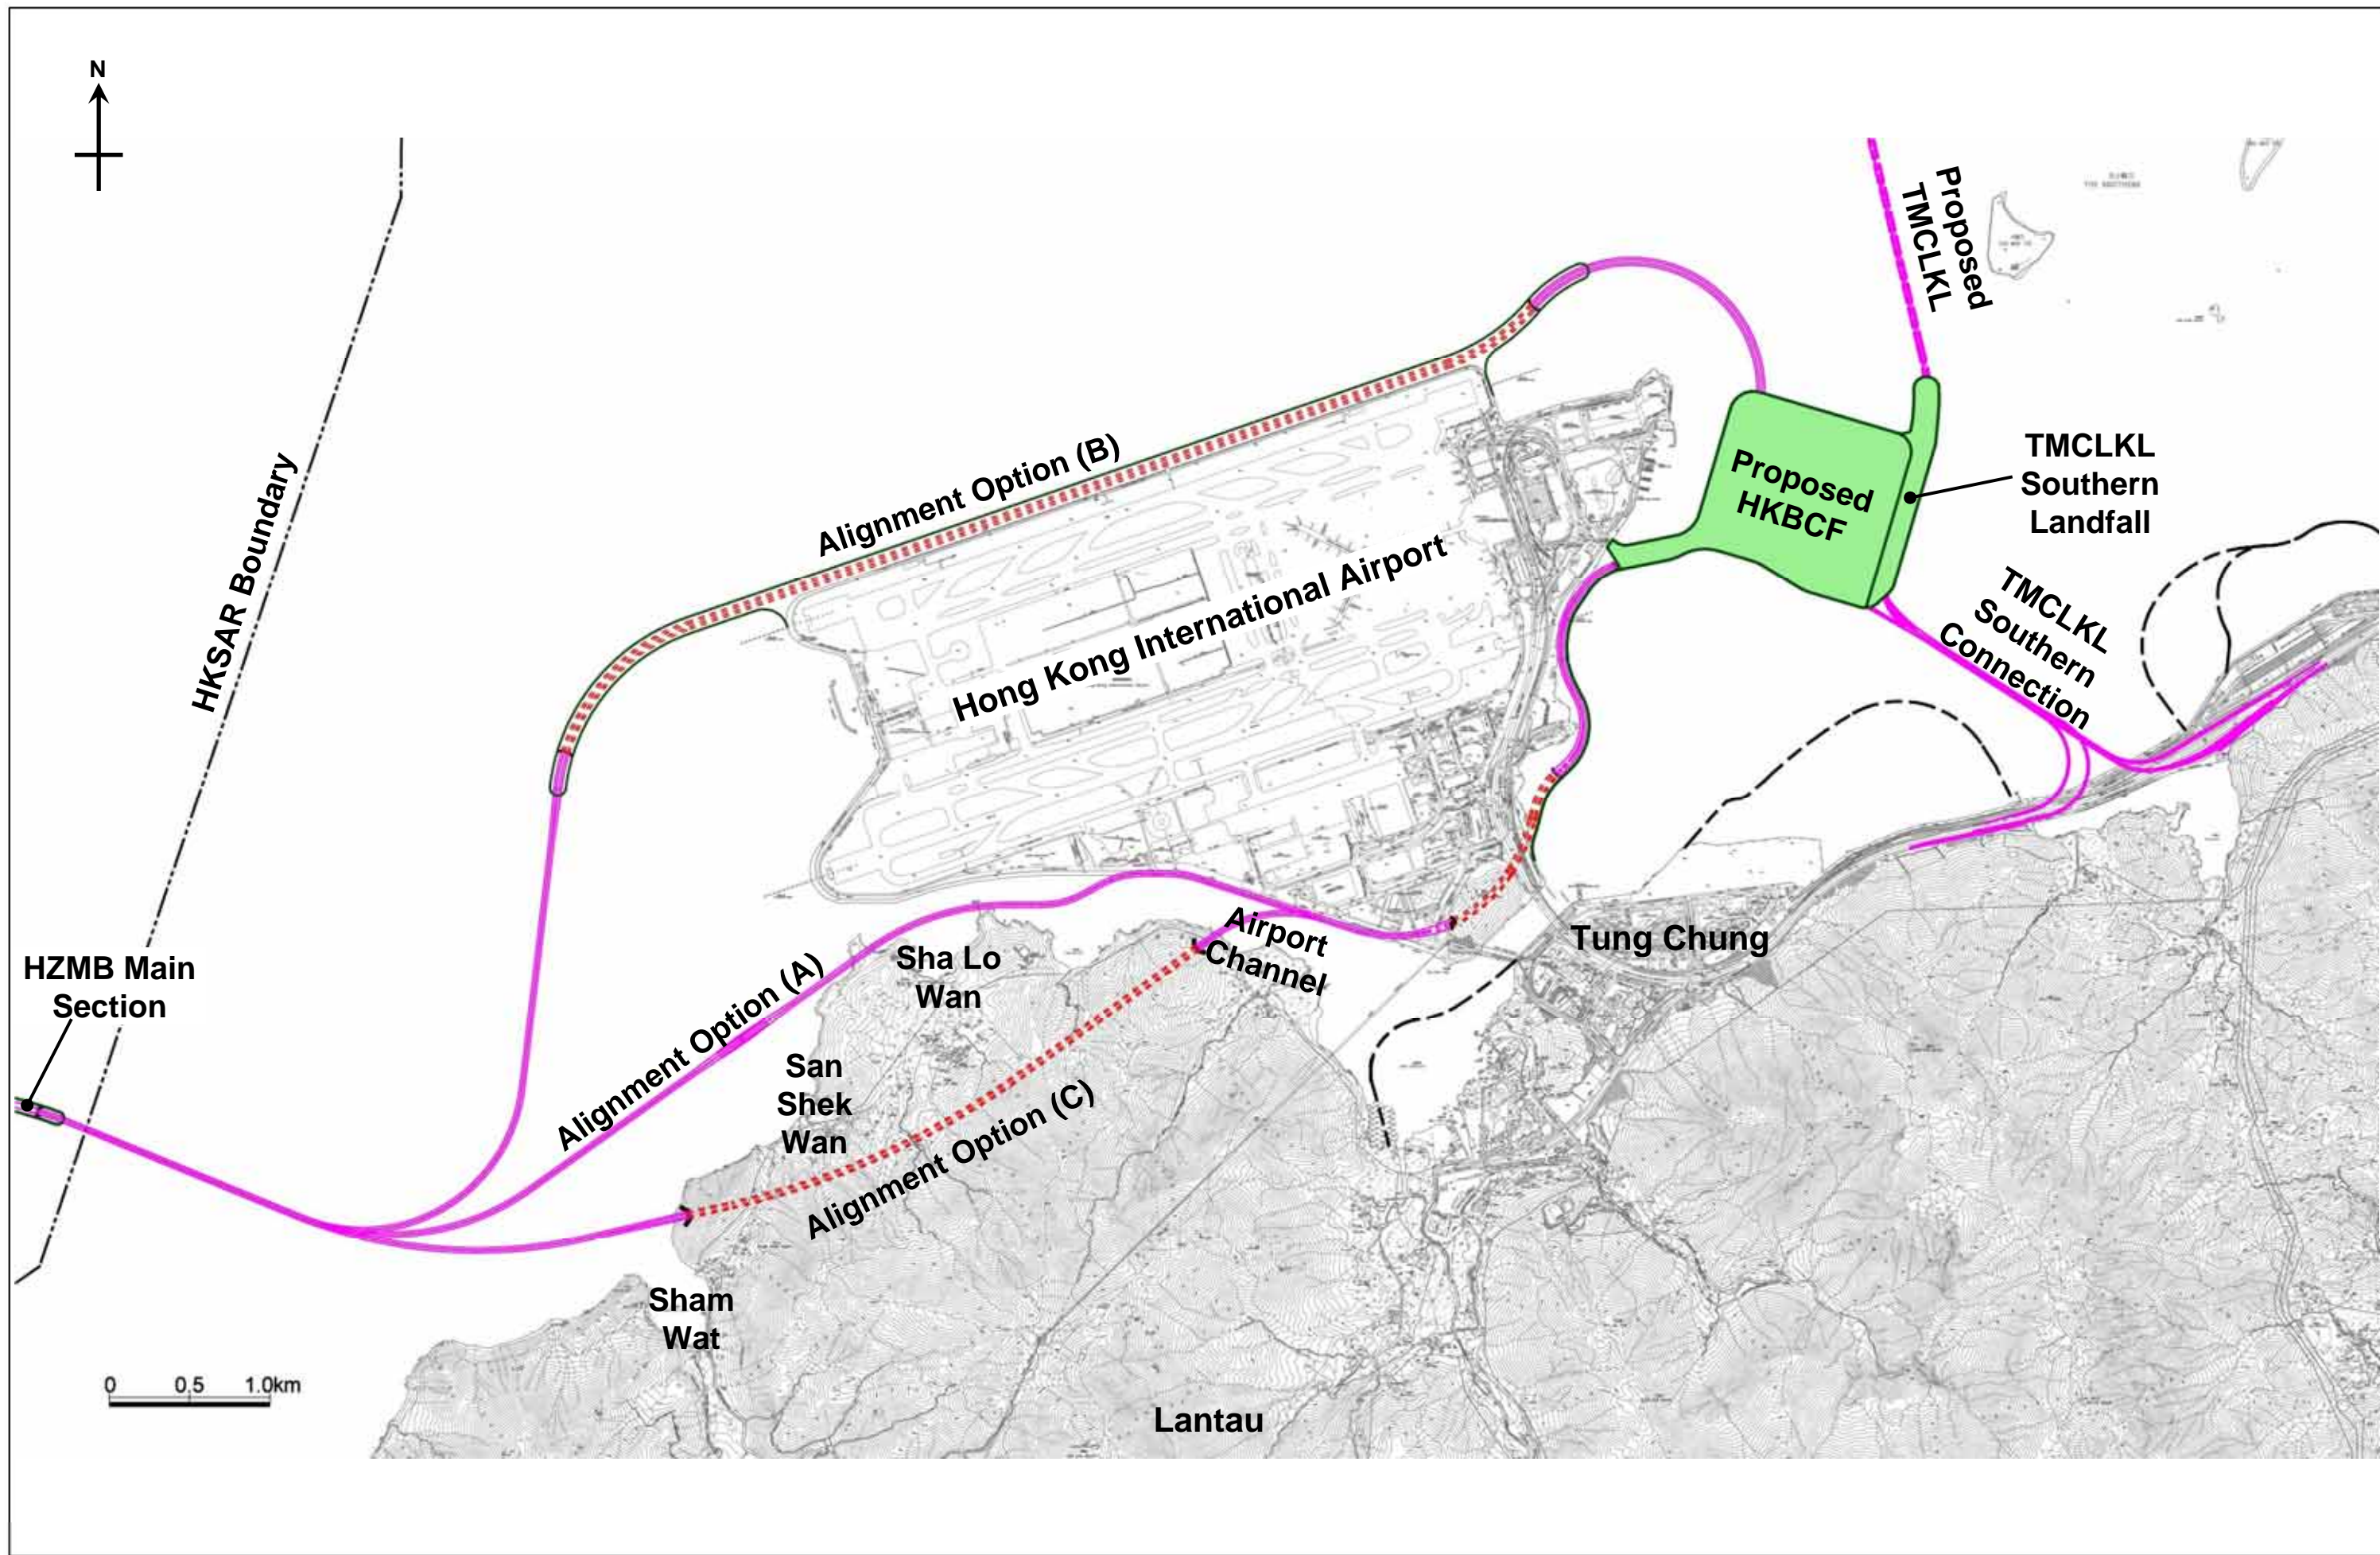 N
Proposed
TMCLKL
Alignment Option (B)
Proposed
HKBCF
TMCLKL
Southern
Landfall
HKSAR Boundary
Hong Kong International Airport
TMCLKL
Southern
Connection
HZMB Main
Section
Sha Lo
Wan
Airport
Channel
Tung Chung
Alignment Option (A)
San
Shek
Wan
Alignment Option (C)
Sham
Wat
0 0.5 1.0km
Lantau